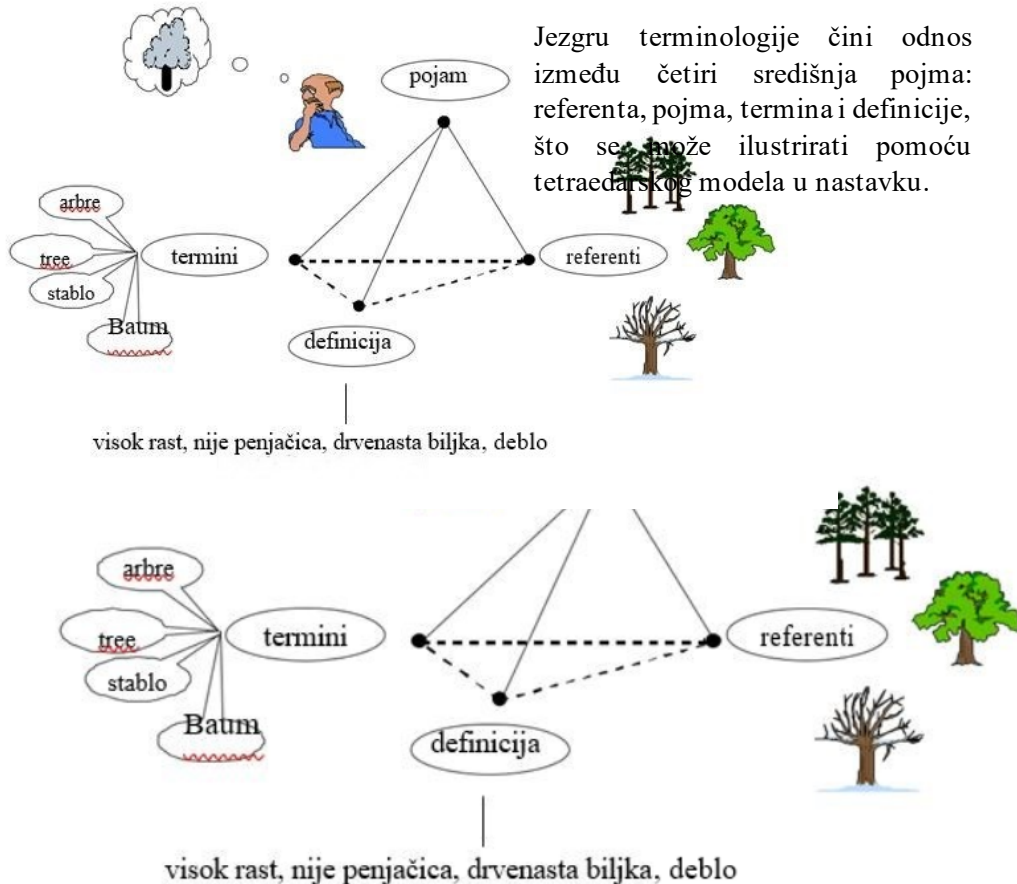 Jezgru terminologije čini odnos
između četiri središnja pojma:
referenta, pojma, termina i definicije,
što se može ilustrirati pomoću
tetraedarskog modela u nastavku.
pojam
arbre
tree
stablo
Baum
termini
referenti
definicija
visok rast, nije penjačica, drvenasta biljka, deblo
arbre
tree
stablo
Baum
termini
referenti
definicija
visok rast, nije penjačica, drvenasta biljka, deblo